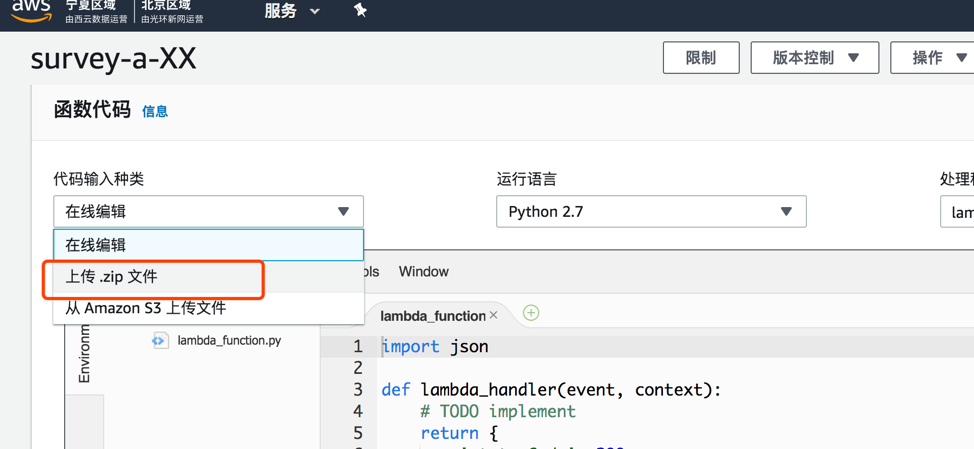 aws 宁夏区域 北京区域 服务
由西云数据运营 由光环新网运营
survey-a-XX 限制 版本控制 操作
函数代码 信息
代码输入种类 运行语言
在线编辑 Python 2.7 lam
在线编辑
上传 .zip 文件
从 Amazon S3 上传文件
ols Window
lambda_function
Environm
lambda_function.py
1 import json
2
3 def lambda_handler(event, context):
4 # TODO implement
5 return {